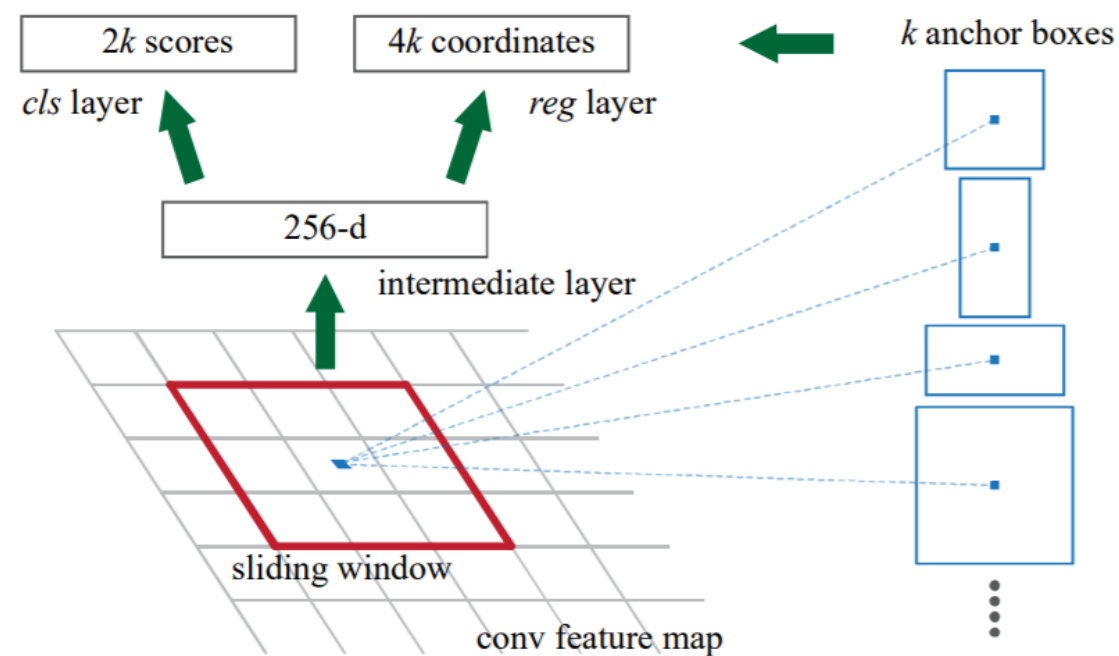 2k scores
4k coordinates
k anchor boxes
cls layer
reg layer
256-d
intermediate layer
sliding window
conv feature map